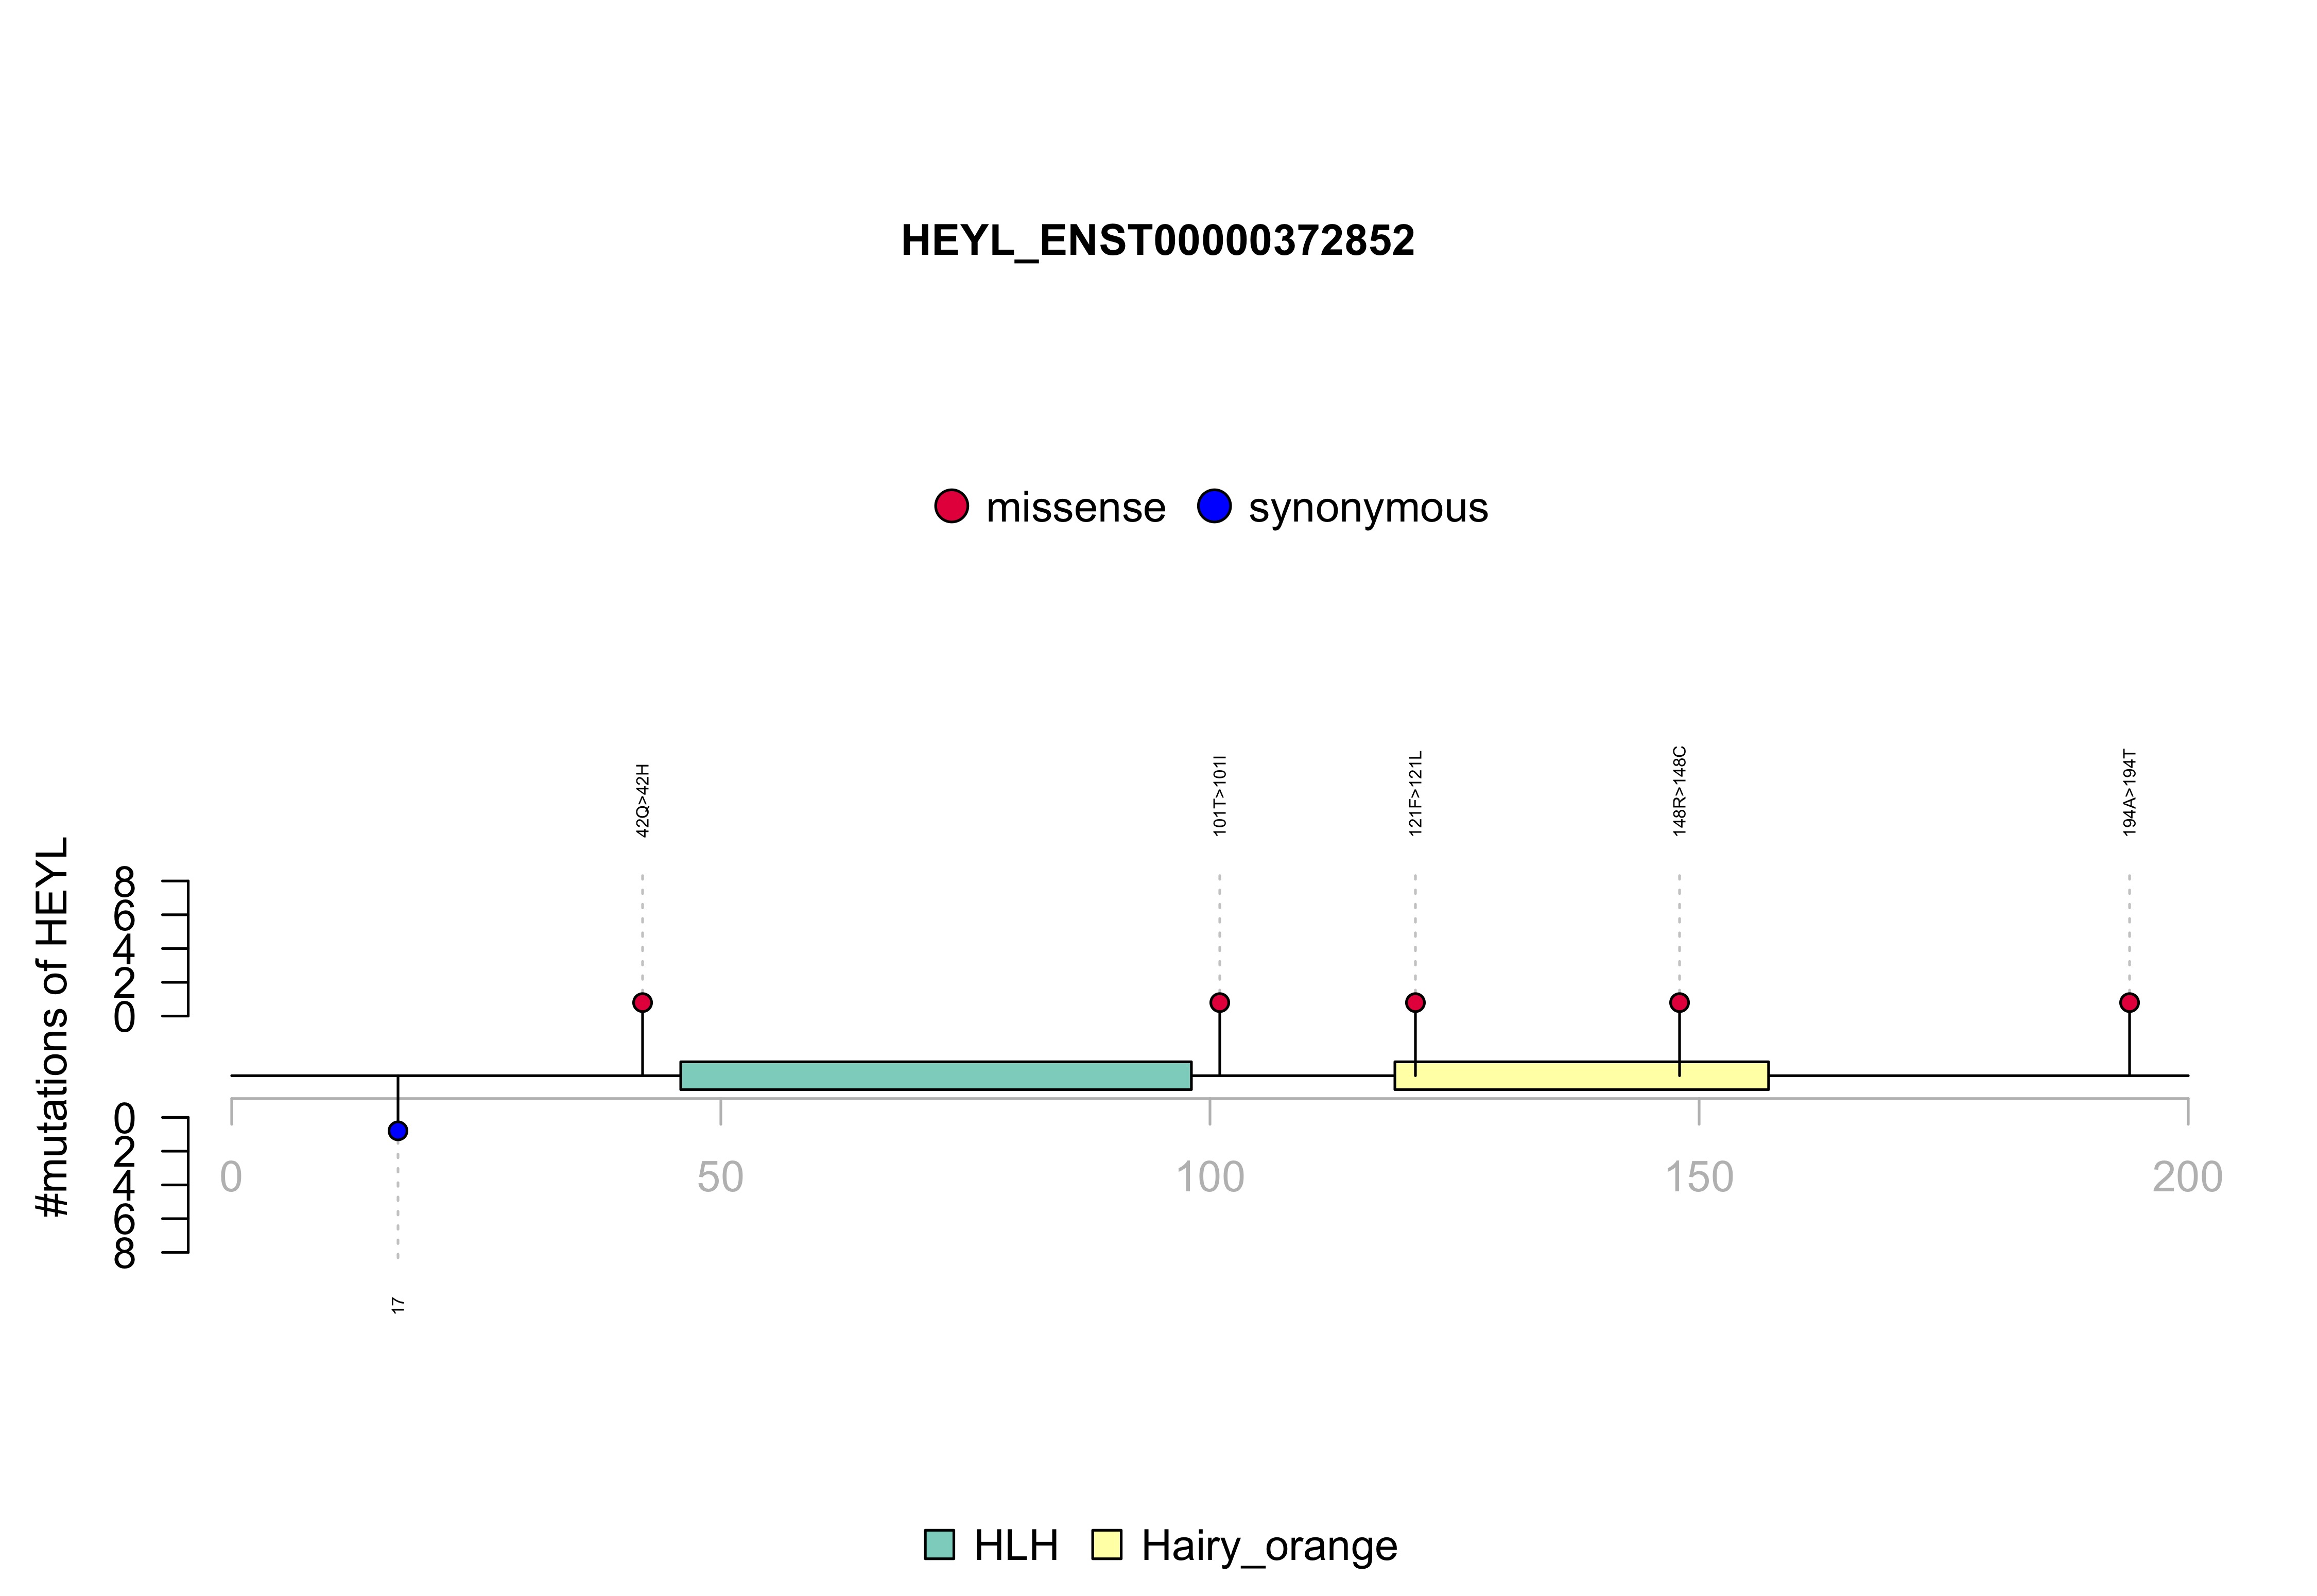 HEYL_ENST00000372852
missense synonymous
42Q>42H
101T>101I
121F>121L
148R>148C
194A>194T
#mutations of HEYL
8
6
4
2
0
0
2
4
6
8
0 50 100 150 200
17
HLH Hairy_orange